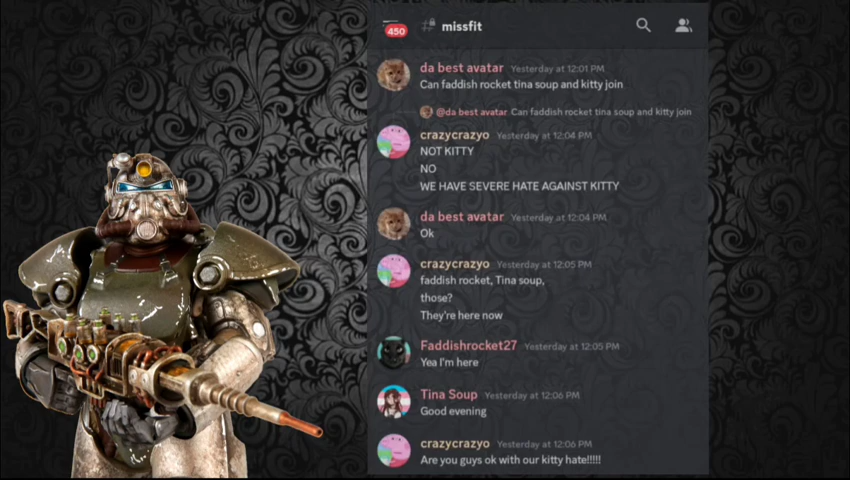 450
missfit
da best avatar Yesterday at 12:01 PM
Can faddish rocket tina soup and kitty join
@da best avatar Can faddish rocket tina soup and kitty join
crazycrazyo Yesterday at 12:04 PM
NOT KITTY
NO
WE HAVE SEVERE HATE AGAINST KITTY
da best avatar Yesterday at 12:04 PM
Ok
crazycrazyo Yesterday at 12:05 PM
faddish rocket, Tina soup,
those?
They're here now
Faddishrocket27 Yesterday at 12:05 PM
Yea I'm here
Tina Soup Yesterday at 12:06 PM
Good evening
crazycrazyo Yesterday at 12:06 PM
Are you guys ok with our kitty hate!!!!!